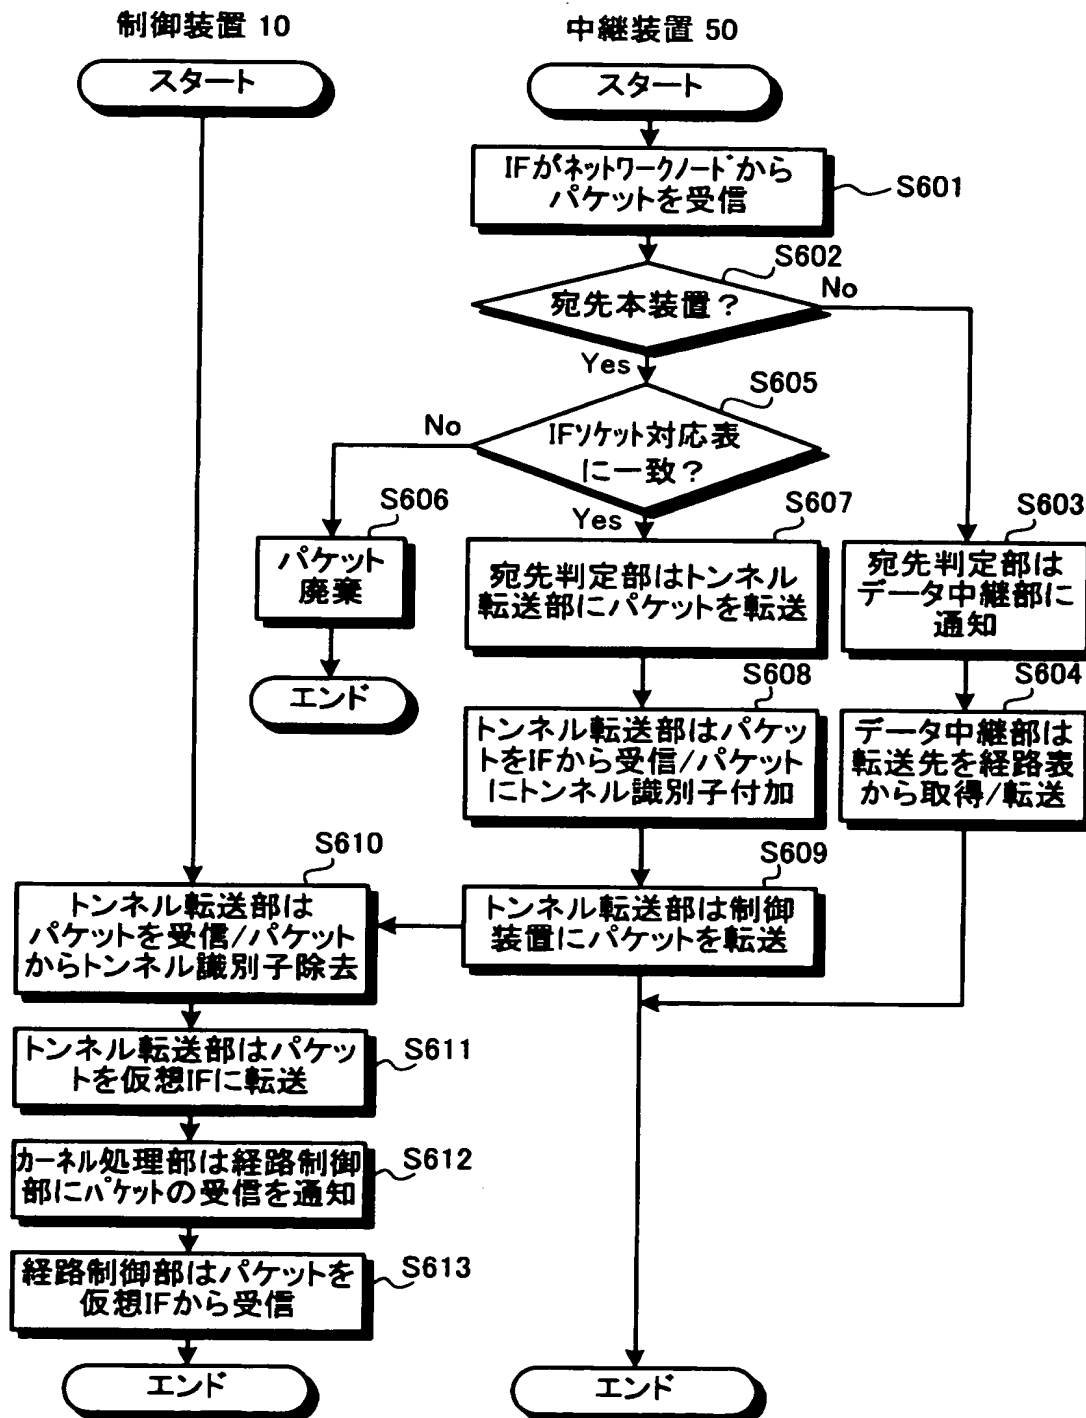 制御装置 10
中継装置 50
スタート
スタート
IFがネットワークノードから
パケットを受信
S601
S602
宛先本装置?
No
Yes
S605
IFソケット対応表
に一致?
No
Yes
S606
パケット
廃棄
エンド
S607
宛先判定部はトンネル
転送部にパケットを転送
S603
宛先判定部は
データ中継部に
通知
S608
トンネル転送部はパケッ
トをIFから受信/パケット
にトンネル識別子付加
S604
データ中継部は
転送先を経路表
から取得/転送
S610
トンネル転送部は
パケットを受信/パケット
からトンネル識別子除去
S609
トンネル転送部は制御
装置にパケットを転送
トンネル転送部はパケッ
トを仮想IFに転送
S611
カーネル処理部は経路制御
部にパケットの受信を通知
S612
経路制御部はパケットを
仮想IFから受信
S613
エンド
エンド